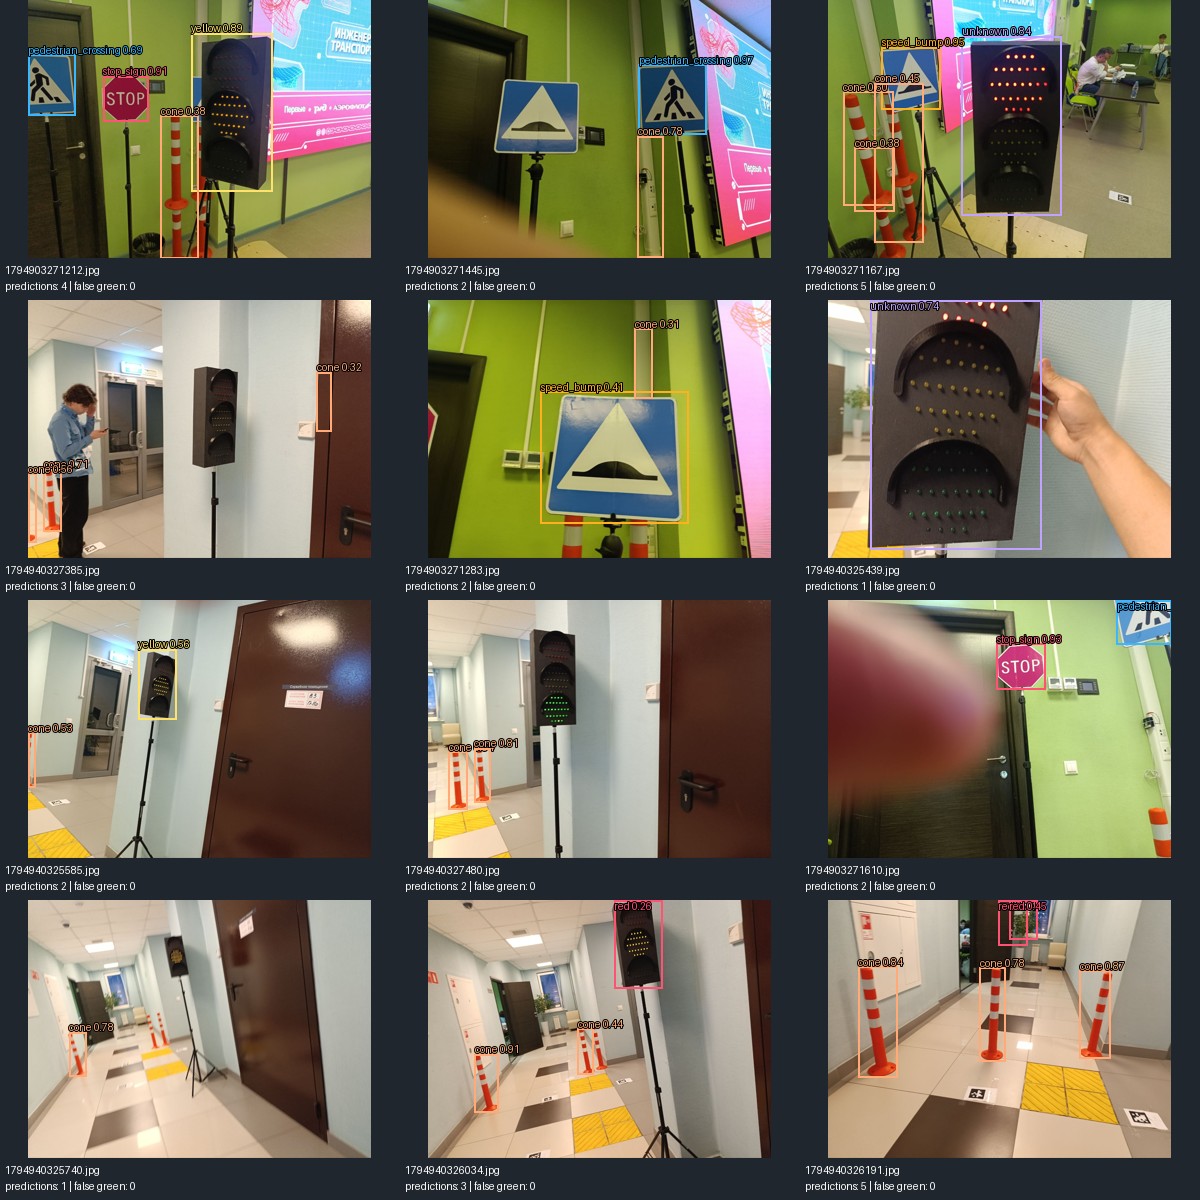 yellow 0.89
pedestrian_crossing 0.69
stop_sign 0.91
STOP
cone 0.38
ИНЖЕНЕ
ТРАНСПОР
1794903271212.jpg
predictions: 4 | false green: 0
pedestrian_crossing 0.97
cone 0.78
1794903271445.jpg
predictions: 2 | false green: 0
unknown 0.84
speed_bump 0.95
cone 0.45
cone 0.38
1794903271167.jpg
predictions: 5 | false green: 0
cone 0.32
1794940327385.jpg
predictions: 3 | false green: 0
cone 0.31
speed_bump 0.41
1794903271283.jpg
predictions: 2 | false green: 0
unknown 0.74
1794940325439.jpg
predictions: 1 | false green: 0
yellow 0.56
cone 0.53
1794940325585.jpg
predictions: 2 | false green: 0
cone 0.81
1794940327480.jpg
predictions: 2 | false green: 0
pedestrian_
stop_sign 0.93
STOP
1794903271610.jpg
predictions: 2 | false green: 0
cone 0.78
1794940325740.jpg
predictions: 1 | false green: 0
red 0.26
cone 0.44
cone 0.91
1794940326034.jpg
predictions: 3 | false green: 0
cone 0.84
cone 0.78
cone 0.87
1794940326191.jpg
predictions: 5 | false green: 0